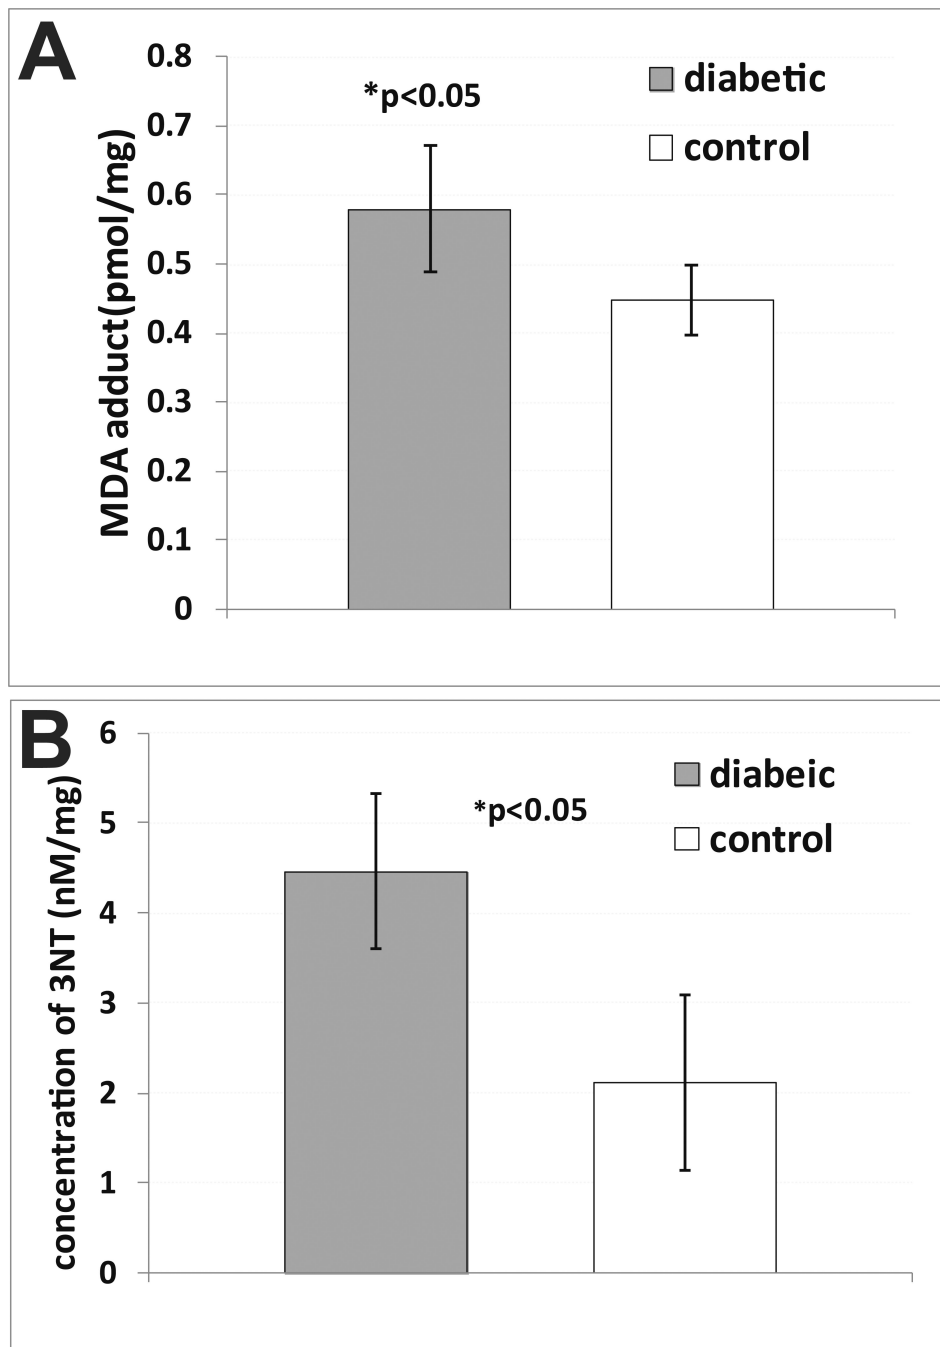 A
MDA adduct(pmol/mg)
0.8
0.7
0.6
0.5
0.4
0.3
0.2
0.1
0
*p<0.05
diabetic
control
B
concentration of 3NT (nM/mg)
6
5
4
3
2
1
0
*p<0.05
diabeic
control